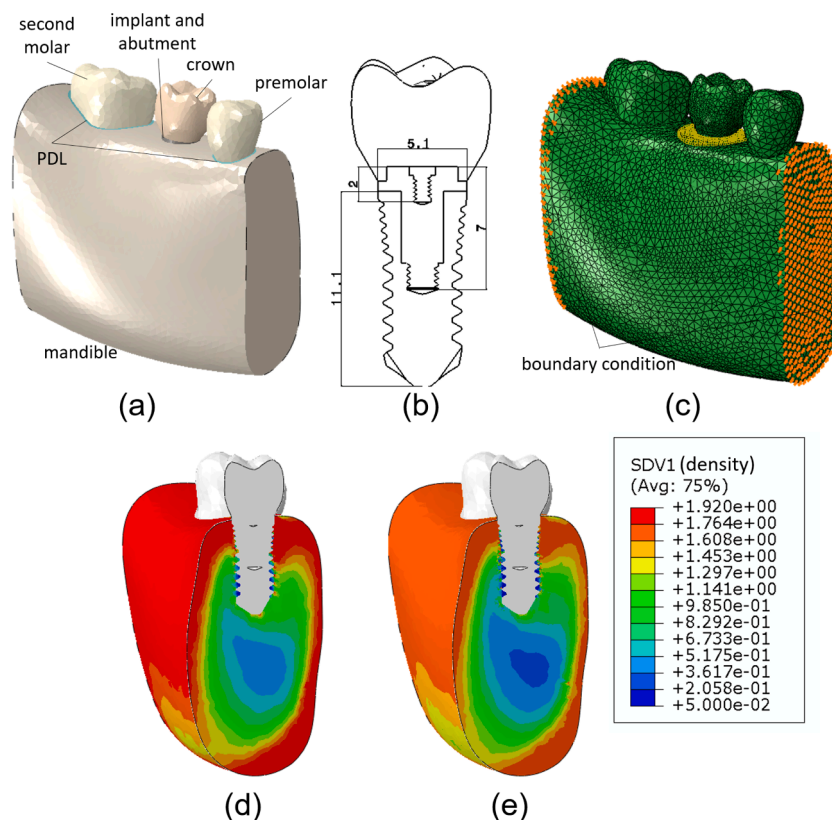 second
molar
implant and
abutment
crown
premolar
PDL
mandible
(a)
5.1
2
7
11.1
(b)
boundary condition
(c)
SDV1 (density)
(Avg: 75%)
+1.920e+00
+1.764e+00
+1.608e+00
+1.453e+00
+1.297e+00
+1.141e+00
+9.850e-01
+8.292e-01
+6.733e-01
+5.175e-01
+3.617e-01
+2.058e-01
+5.000e-02
(d)
(e)